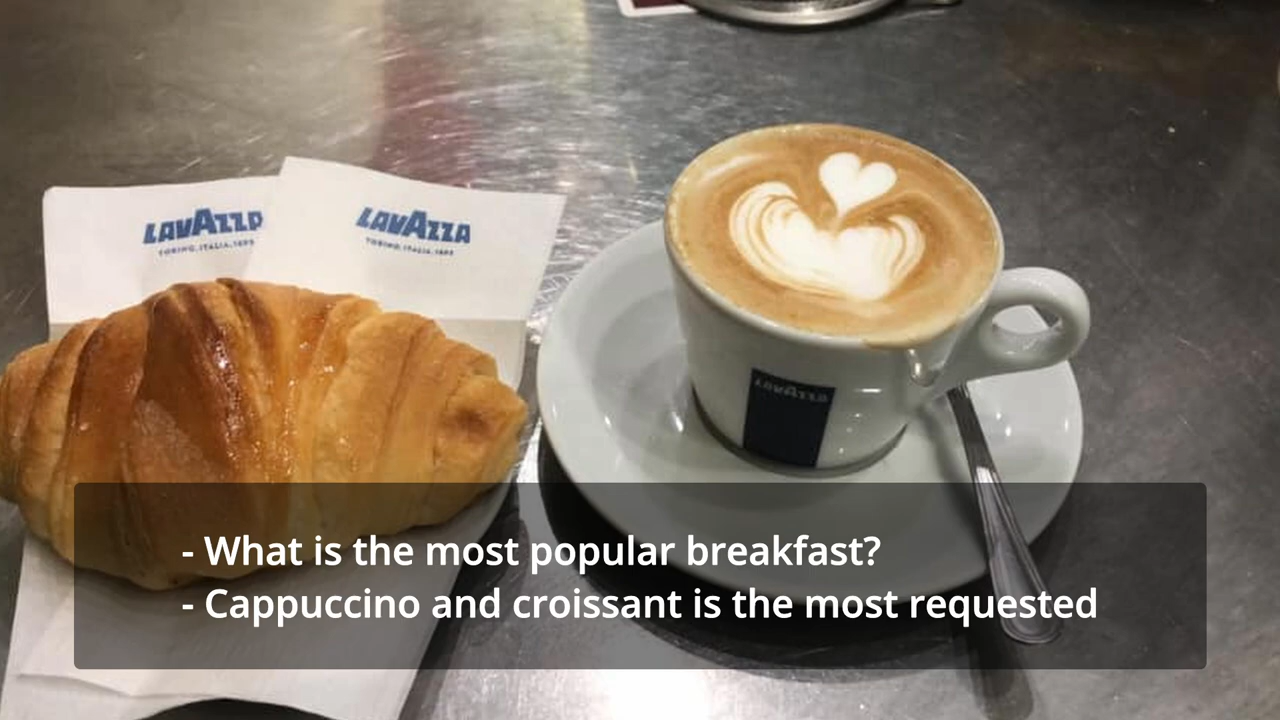 LAVAZZA
TORINO, ITALIA, 1895
LAVAZZA
TORINO, ITALIA, 1895
LAVAZZA
- What is the most popular breakfast?
- Cappuccino and croissant is the most requested